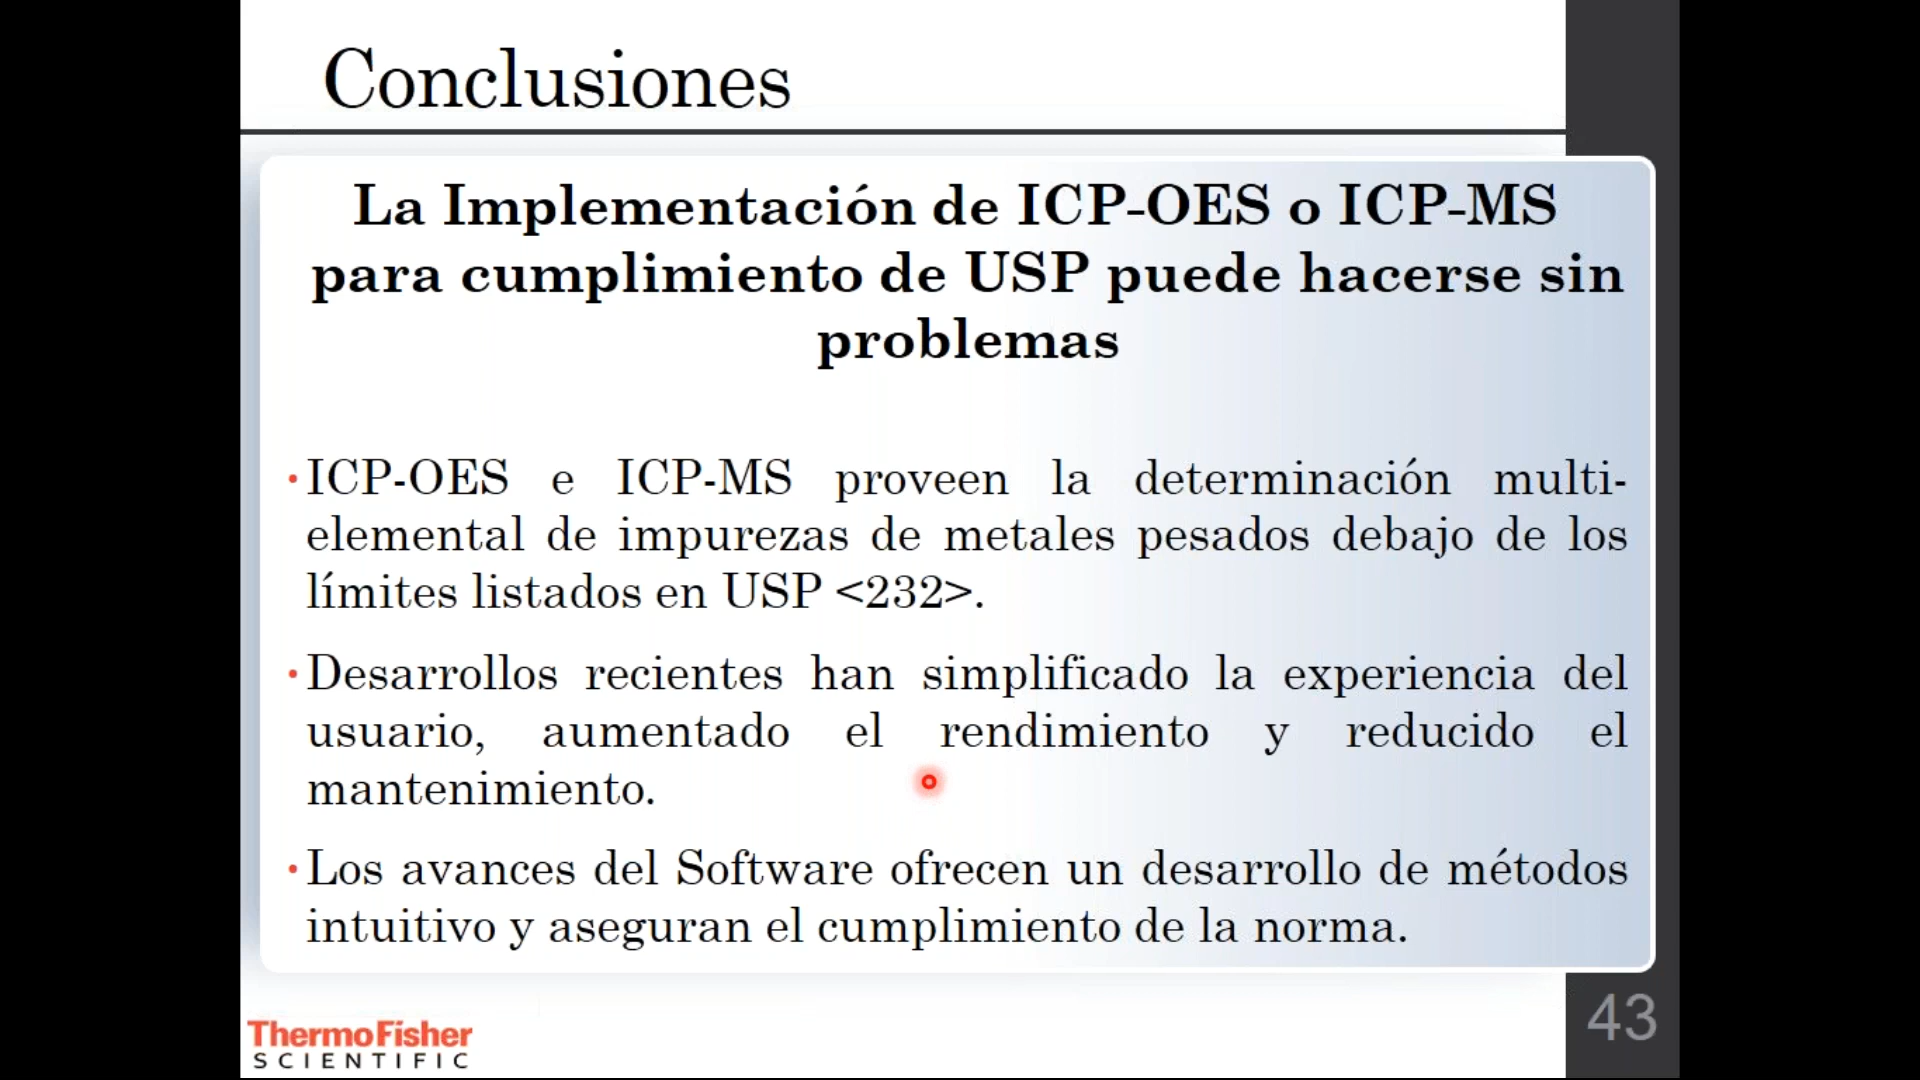 Conclusiones
La Implementación de ICP-OES o ICP-MS
para cumplimiento de USP puede hacerse sin
problemas
•ICP-OES e ICP-MS proveen la determinación multi-
elemental de impurezas de metales pesados debajo de los
límites listados en USP <232>.
•Desarrollos recientes han simplificado la experiencia del
usuario, aumentado el rendimiento y reducido el
mantenimiento.
•Los avances del Software ofrecen un desarrollo de métodos
intuitivo y aseguran el cumplimiento de la norma.
ThermoFisher
SCIENTIFIC
43